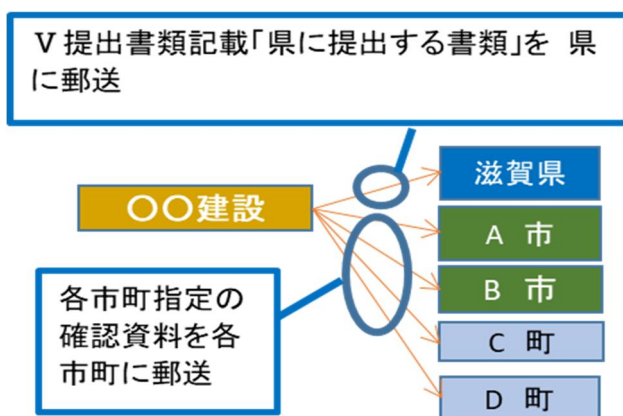 Ⅴ提出書類記載「県に提出する書類」を 県
に郵送
滋賀県
〇〇建設
A 市
B 市
各市町指定の
確認資料を各
市町に郵送
C 町
D 町